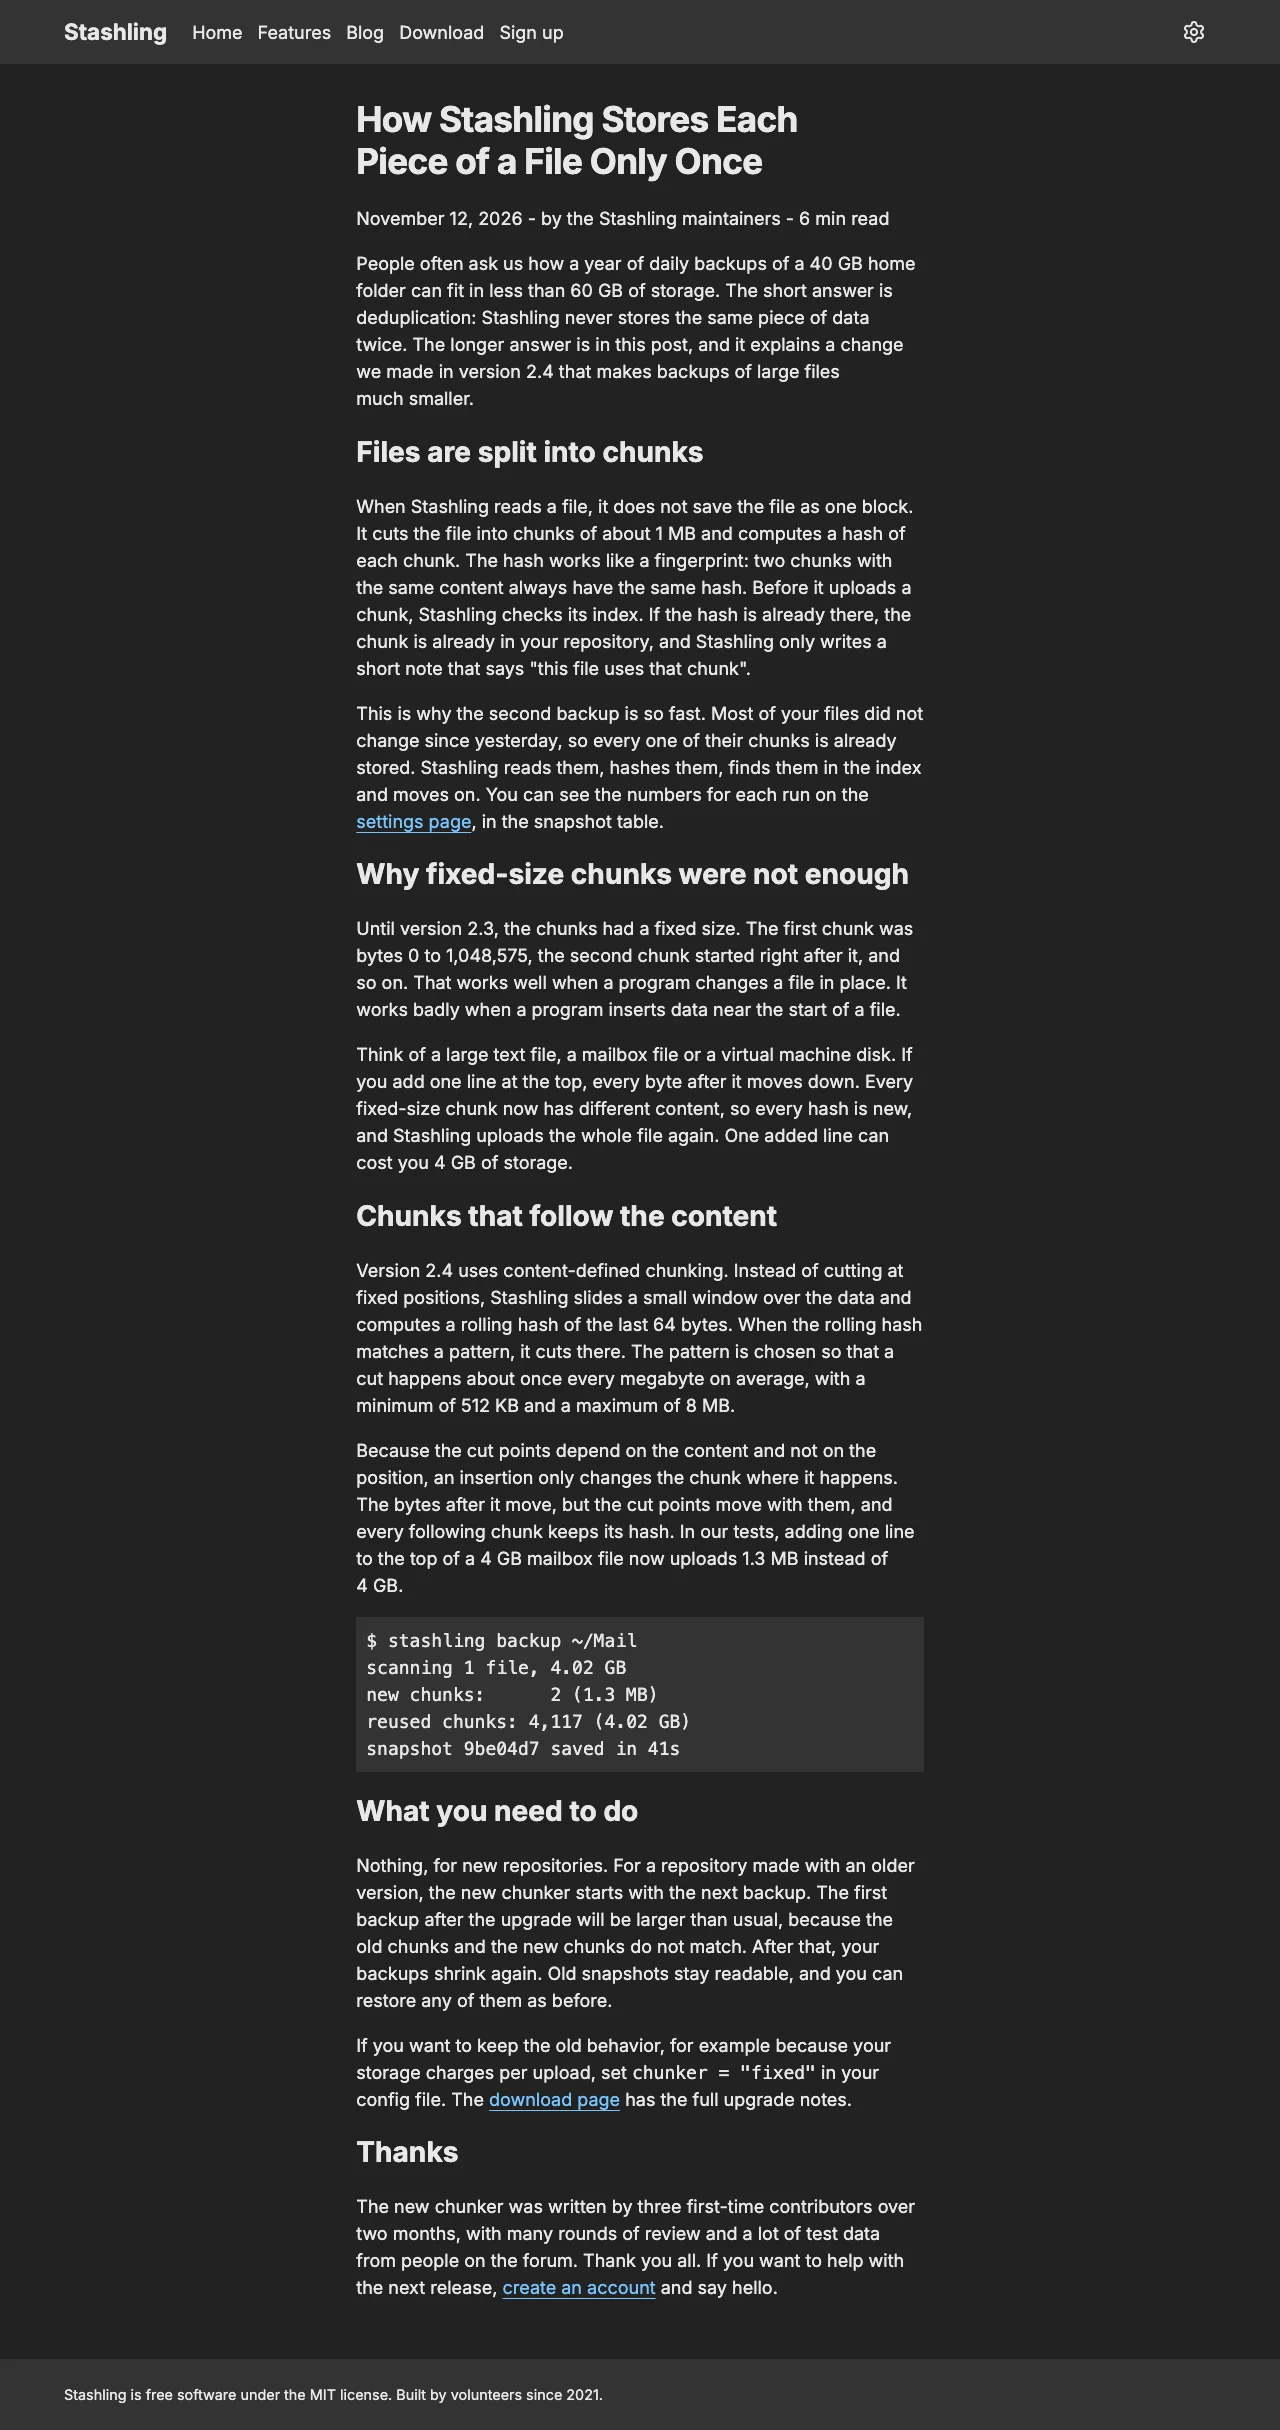 Stashling Home Features Blog Download Sign up
How Stashling Stores Each
Piece of a File Only Once
November 12, 2026 - by the Stashling maintainers - 6 min read
People often ask us how a year of daily backups of a 40 GB home
folder can fit in less than 60 GB of storage. The short answer is
deduplication: Stashling never stores the same piece of data
twice. The longer answer is in this post, and it explains a change
we made in version 2.4 that makes backups of large files
much smaller.
Files are split into chunks
When Stashling reads a file, it does not save the file as one block.
It cuts the file into chunks of about 1 MB and computes a hash of
each chunk. The hash works like a fingerprint: two chunks with
the same content always have the same hash. Before it uploads a
chunk, Stashling checks its index. If the hash is already there, the
chunk is already in your repository, and Stashling only writes a
short note that says "this file uses that chunk".
This is why the second backup is so fast. Most of your files did not
change since yesterday, so every one of their chunks is already
stored. Stashling reads them, hashes them, finds them in the index
and moves on. You can see the numbers for each run on the
settings page, in the snapshot table.
Why fixed-size chunks were not enough
Until version 2.3, the chunks had a fixed size. The first chunk was
bytes 0 to 1,048,575, the second chunk started right after it, and
so on. That works well when a program changes a file in place. It
works badly when a program inserts data near the start of a file.
Think of a large text file, a mailbox file or a virtual machine disk. If
you add one line at the top, every byte after it moves down. Every
fixed-size chunk now has different content, so every hash is new,
and Stashling uploads the whole file again. One added line can
cost you 4 GB of storage.
Chunks that follow the content
Version 2.4 uses content-defined chunking. Instead of cutting at
fixed positions, Stashling slides a small window over the data and
computes a rolling hash of the last 64 bytes. When the rolling hash
matches a pattern, it cuts there. The pattern is chosen so that a
cut happens about once every megabyte on average, with a
minimum of 512 KB and a maximum of 8 MB.
Because the cut points depend on the content and not on the
position, an insertion only changes the chunk where it happens.
The bytes after it move, but the cut points move with them, and
every following chunk keeps its hash. In our tests, adding one line
to the top of a 4 GB mailbox file now uploads 1.3 MB instead of
4 GB.
$ stashling backup ~/Mail
scanning 1 file, 4.02 GB
new chunks:      2 (1.3 MB)
reused chunks: 4,117 (4.02 GB)
snapshot 9be04d7 saved in 41s
What you need to do
Nothing, for new repositories. For a repository made with an older
version, the new chunker starts with the next backup. The first
backup after the upgrade will be larger than usual, because the
old chunks and the new chunks do not match. After that, your
backups shrink again. Old snapshots stay readable, and you can
restore any of them as before.
If you want to keep the old behavior, for example because your
storage charges per upload, set chunker = "fixed" in your
config file. The download page has the full upgrade notes.
Thanks
The new chunker was written by three first-time contributors over
two months, with many rounds of review and a lot of test data
from people on the forum. Thank you all. If you want to help with
the next release, create an account and say hello.
Stashling is free software under the MIT license. Built by volunteers since 2021.